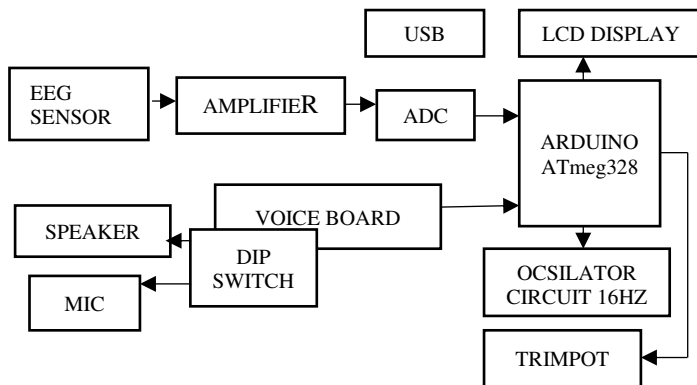 USB
LCD DISPLAY
EEG
SENSOR
AMPLIFIER
ADC
ARDUINO
ATmeg328
VOICE BOARD
SPEAKER
DIP
SWITCH
MIC
OCSILATOR
CIRCUIT 16HZ
TRIMPOT